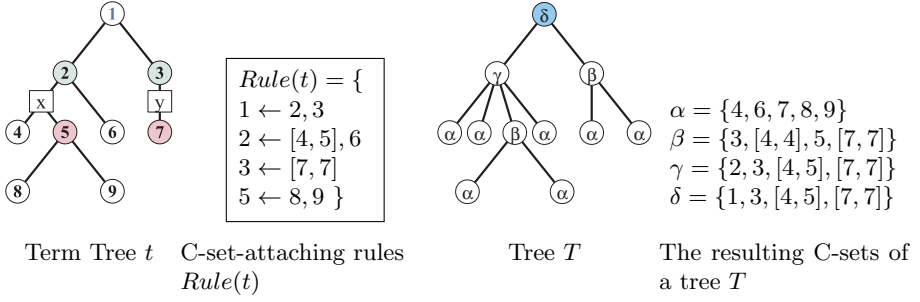 1
2
3
x
y
4
5
6
7
8
9
Term Tree t
Rule(t) = {
1 ← 2, 3
2 ← [4, 5], 6
3 ← [7, 7]
5 ← 8, 9 }
C-set-attaching rules
Rule(t)
δ
γ
β
α
α
β
α
α
α
α
α
Tree T
α = {4, 6, 7, 8, 9}
β = {3, [4, 4], 5, [7, 7]}
γ = {2, 3, [4, 5], [7, 7]}
δ = {1, 3, [4, 5], [7, 7]}
The resulting C-sets of
a tree T